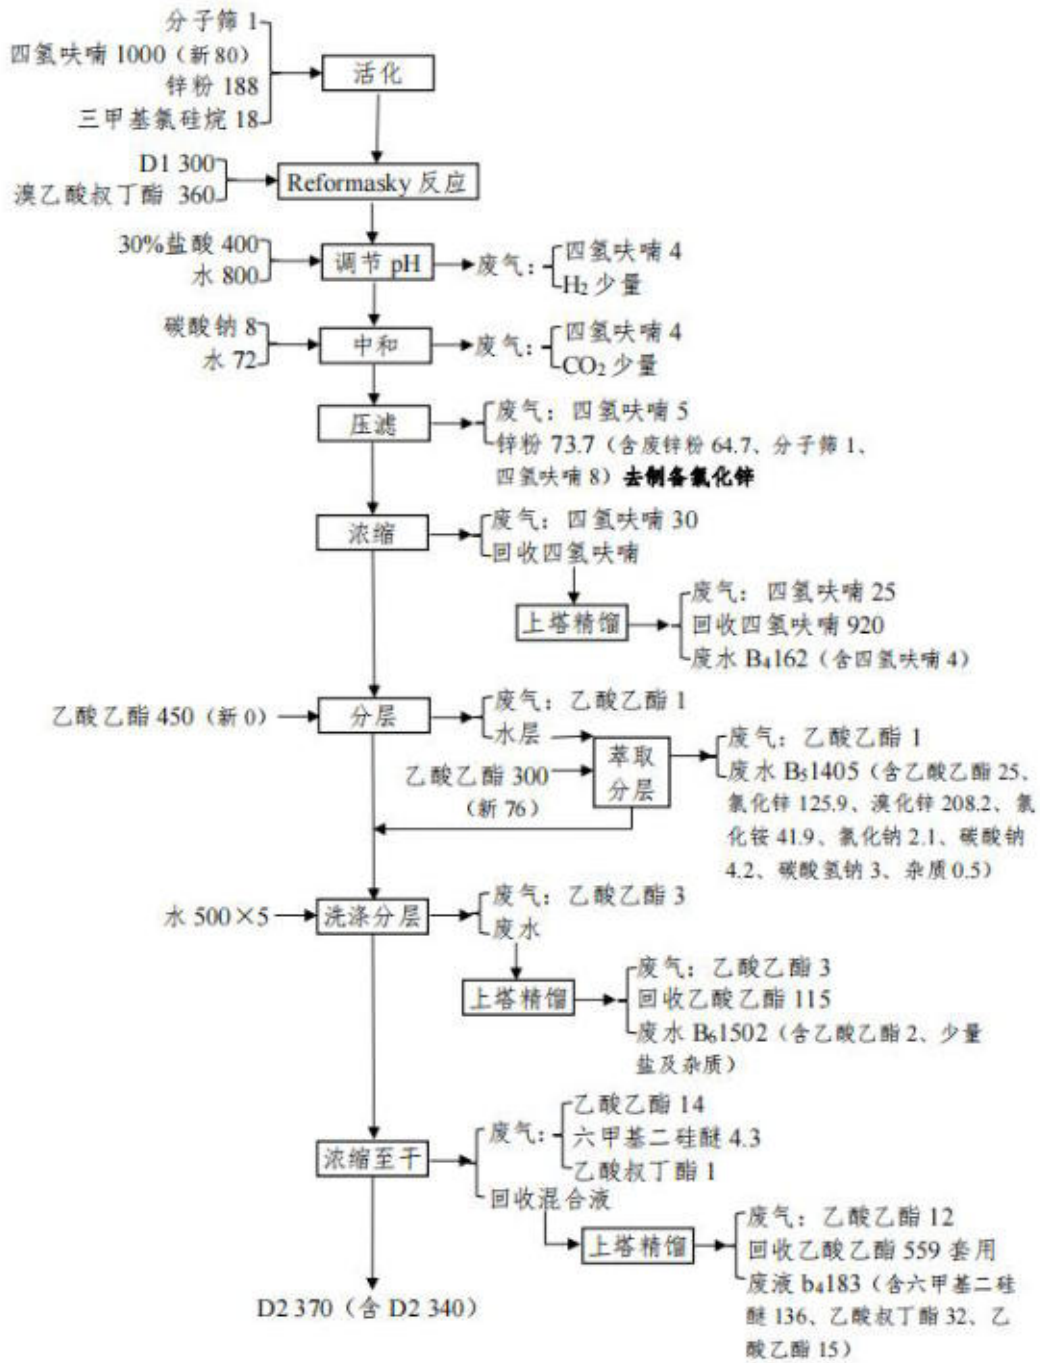 分子筛 1
四氢呋喃 1000（新 80）
锌粉 188
三甲基氯硅烷 18
活化
D1 300
溴乙酸叔丁酯 360
Reformasky 反应
30%盐酸 400
水 800
调节 pH
废气：
四氢呋喃 4
H₂ 少量
碳酸钠 8
水 72
中和
废气：
四氢呋喃 4
CO₂ 少量
压滤
废气：四氢呋喃 5
锌粉 73.7（含废锌粉 64.7、分子筛 1、
四氢呋喃 8）去制备氯化锌
浓缩
废气：四氢呋喃 30
回收四氢呋喃
上塔精馏
废气：四氢呋喃 25
回收四氢呋喃 920
废水 B₄162（含四氢呋喃 4）
乙酸乙酯 450（新 0）
分层
废气：乙酸乙酯 1
水层
乙酸乙酯 300
（新 76）
萃取
分层
废气：乙酸乙酯 1
废水 B₅1405（含乙酸乙酯 25、
氯化锌 125.9、溴化锌 208.2、氯
化铵 41.9、氯化钠 2.1、碳酸钠
4.2、碳酸氢钠 3、杂质 0.5）
水 500×5
洗涤分层
废气：乙酸乙酯 3
废水
上塔精馏
废气：乙酸乙酯 3
回收乙酸乙酯 115
废水 B₆1502（含乙酸乙酯 2、少量
盐及杂质）
浓缩至干
废气：
乙酸乙酯 14
六甲基二硅醚 4.3
乙酸叔丁酯 1
回收混合液
上塔精馏
废气：乙酸乙酯 12
回收乙酸乙酯 559 套用
废液 b₄183（含六甲基二硅
醚 136、乙酸叔丁酯 32、乙
酸乙酯 15）
D2 370（含 D2 340）